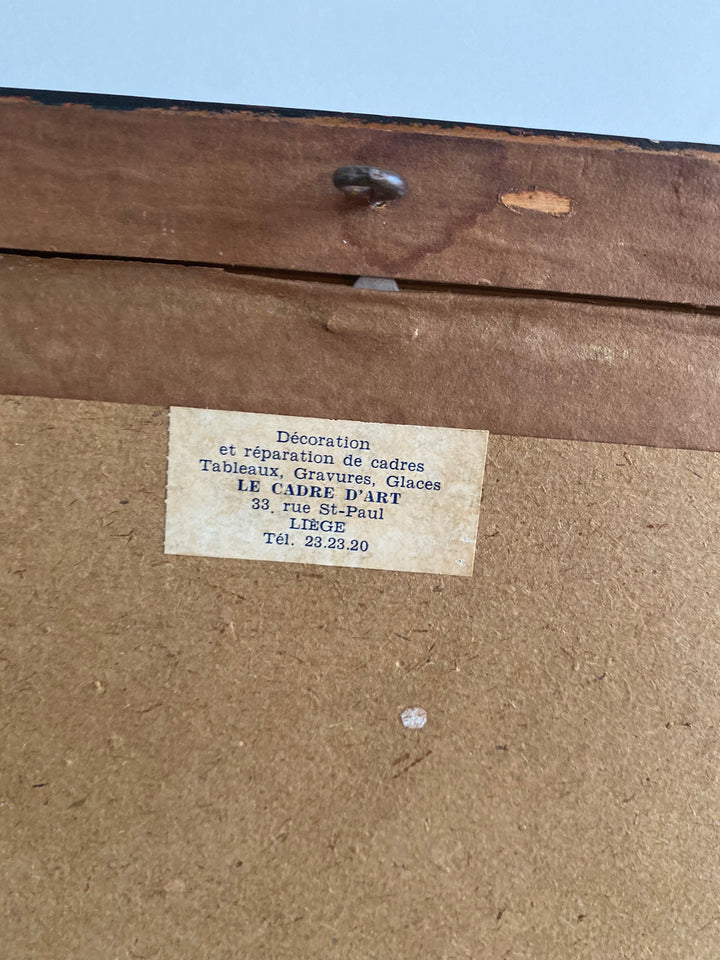 Décoration
et réparation de cadres
Tableaux, Gravures, Glaces
LE CADRE D'ART
33, rue St-Paul
LIÈGE
Tél. 23.23.20